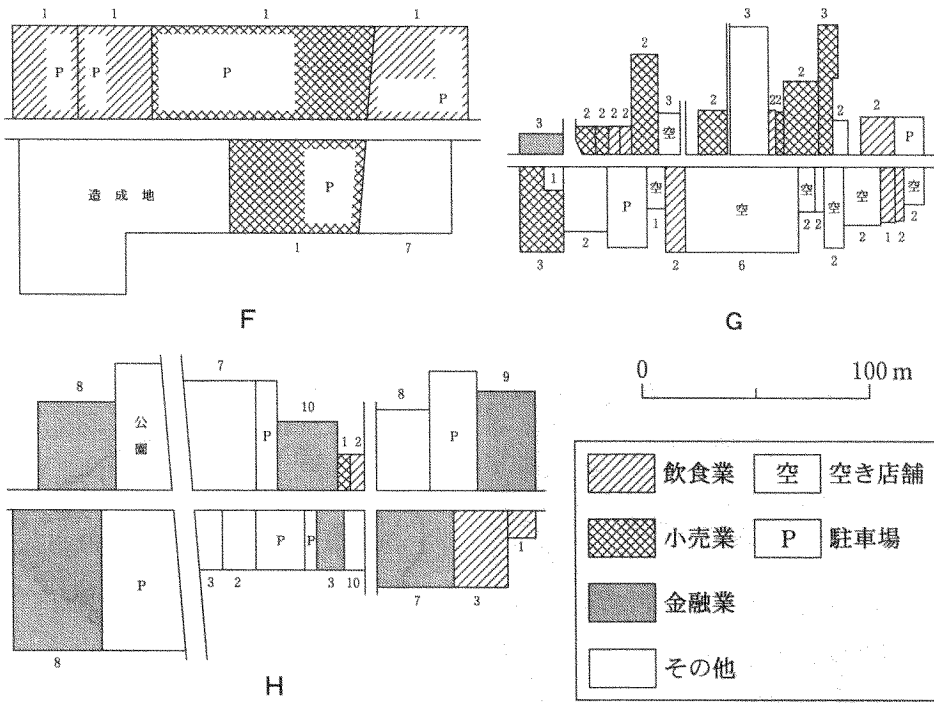 1 1 1 1
P P P P
造成地 P
1 7
F
3 2 2 2 2 2 3 2 3 2 2 2 3 2 2
空 P
1 P 空 空 空 空 空 空
3 2 1 2 6 2 2 2 2 1 2 2
G
8 公園 7 P 10 1 2 8 P 9
P P P
8 3 2 3 10 7 3 1
H
0 100 m
飲食業 空 空き店舗
小売業 P 駐車場
金融業
その他